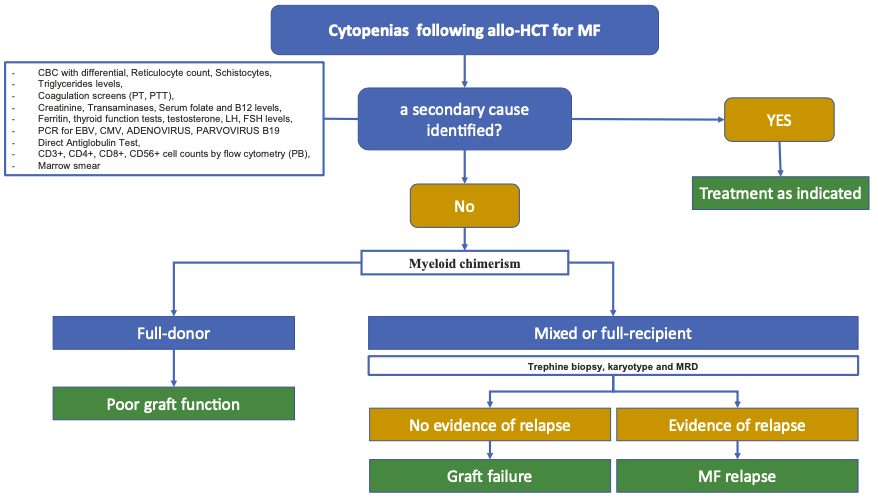 Cytopenias following allo-HCT for MF
- CBC with differential, Reticulocyte count, Schistocytes,
- Triglycerides levels,
- Coagulation screens (PT, PTT),
- Creatinine, Transaminases, Serum folate and B12 levels,
- Ferritin, thyroid function tests, testosterone, LH, FSH levels,
- PCR for EBV, CMV, ADENOVIRUS, PARVOVIRUS B19
- Direct Antiglobulin Test,
- CD3+, CD4+, CD8+, CD56+ cell counts by flow cytometry (PB),
- Marrow smear
a secondary cause
identified?
YES
Treatment as indicated
No
Myeloid chimerism
Full-donor
Mixed or full-recipient
Trephine biopsy, karyotype and MRD
Poor graft function
No evidence of relapse
Evidence of relapse
Graft failure
MF relapse